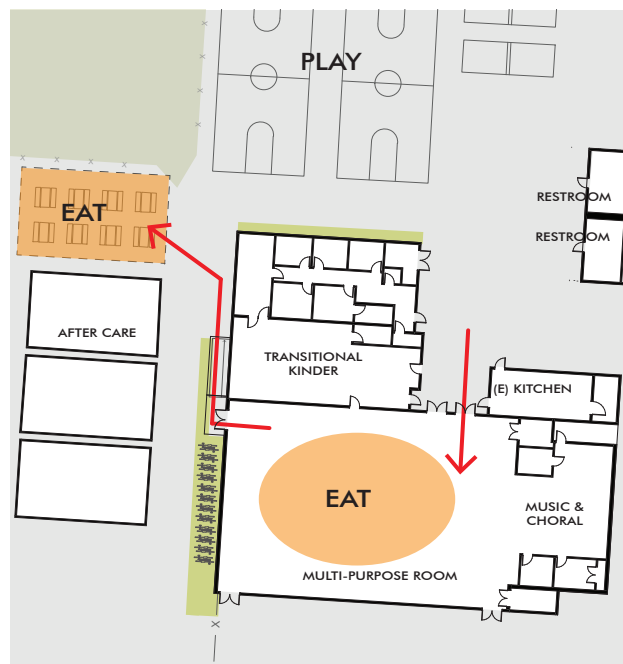 PLAY
RESTROOM
EAT
RESTROOM
AFTER CARE
TRANSITIONAL
KINDER
(E) KITCHEN
EAT
MUSIC &
CHORAL
MULTI-PURPOSE ROOM